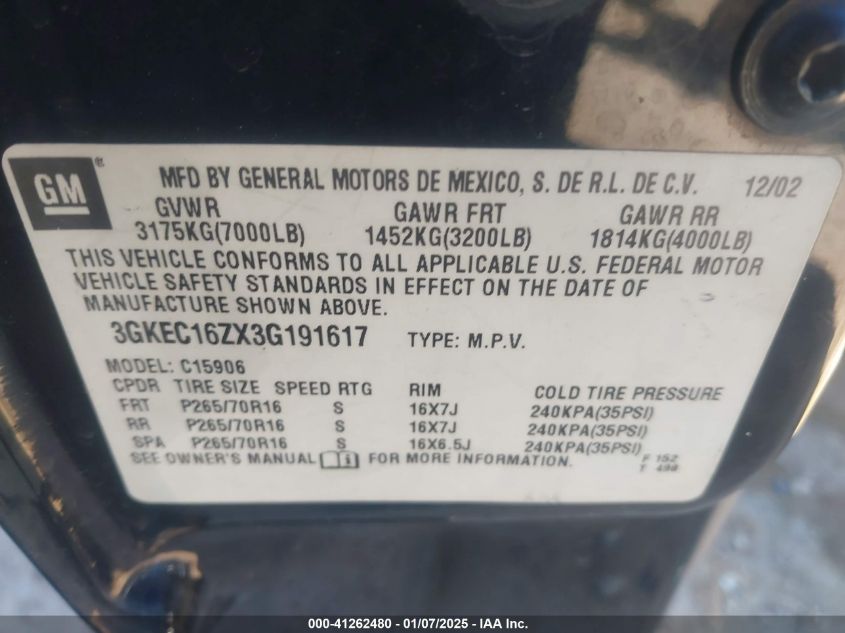 GM ®
MFD BY GENERAL MOTORS DE MEXICO, S. DE R.L. DE C.V. 12/02
GVWR GAWR FRT GAWR RR
3175KG(7000LB) 1452KG(3200LB) 1814KG(4000LB)
THIS VEHICLE CONFORMS TO ALL APPLICABLE U.S. FEDERAL MOTOR
VEHICLE SAFETY STANDARDS IN EFFECT ON THE DATE OF
MANUFACTURE SHOWN ABOVE.
3GKEC16ZX3G191617 TYPE: M.P.V.
MODEL: C15906
CPDR TIRE SIZE SPEED RTG RIM COLD TIRE PRESSURE
FRT P265/70R16 S 16X7J 240KPA(35PSI)
RR P265/70R16 S 16X7J 240KPA(35PSI)
SPA P265/70R16 S 16X6.5J 240KPA(35PSI)
SEE OWNER'S MANUAL FOR MORE INFORMATION.
F 152
T 498
000-41262480 - 01/07/2025 - IAA Inc.